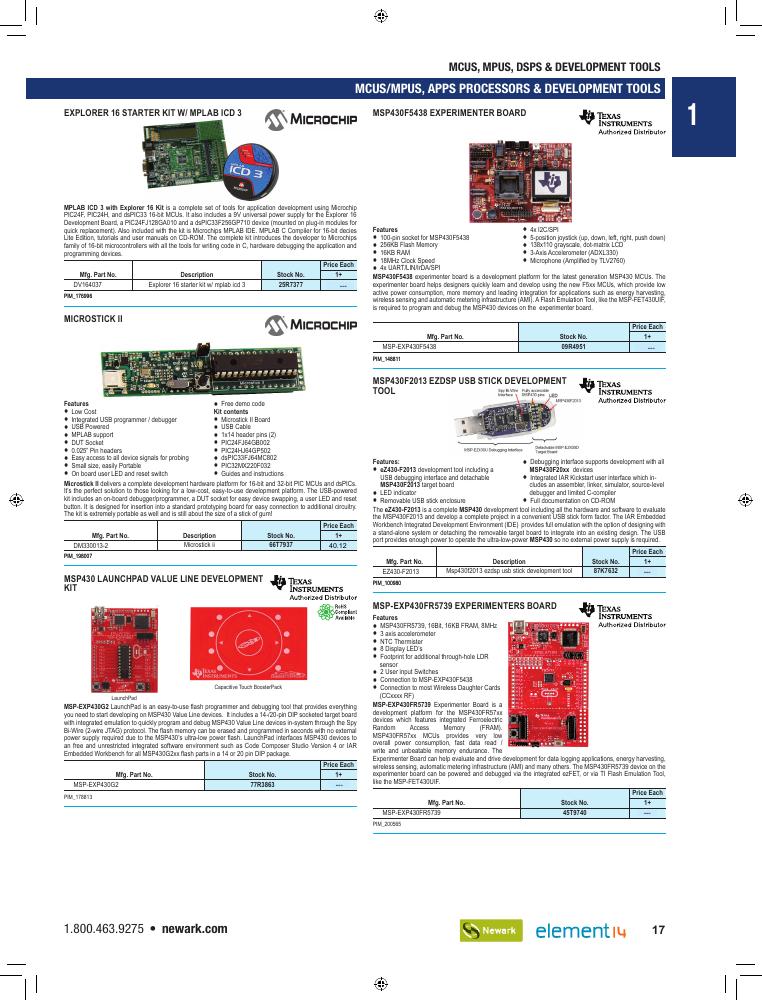 MCUS, MPUS, DSPS & DEVELOPMENT TOOLS
MCUS/MPUS, APPS PROCESSORS & DEVELOPMENT TOOLS
1
EXPLORER 16 STARTER KIT W/ MPLAB ICD 3
MICROCHIP
ICD 3
MPLAB ICD 3 with Explorer 16 Kit is a complete set of tools for application development using Microchip
PIC24F, PIC24H, and dsPIC33 16-bit MCUs. It also includes a 9V universal power supply for the Explorer 16
Development Board, a PIC24FJ128GA010 and a dsPIC33F256GP710 device (mounted on plug-in modules for
quick replacement). Also included with the kit is Microchips MPLAB IDE. MPLAB C Compiler for 16-bit decies
Lite Edition, tutorials and user manuals on CD-ROM. The complete kit introduces the developer to Microchips
family of 16-bit microcontrollers with all the tools for writing code in C, hardware debugging the application and
programming devices.
Price Each
Mfg. Part No. Description Stock No. 1+
DV164037 Explorer 16 starter kit w/ mplab icd 3 25R7377 ---
PIM_176996
MICROSTICK II
MICROCHIP
Microstick II
Features
♦ Low Cost
♦ Integrated USB programmer / debugger
♦ USB Powered
♦ MPLAB support
♦ DUT Socket
♦ 0.025" Pin headers
♦ Easy access to all device signals for probing
♦ Small size, easily Portable
♦ On board user LED and reset switch
♦ Free demo code
Kit contents
♦ Microstick II Board
♦ USB Cable
♦ 1x14 header pins (2)
♦ PIC24FJ64GB002
♦ PIC24HJ64GP502
♦ dsPIC33FJ64MC802
♦ PIC32MX220F032
♦ Guides and instructions
Microstick II delivers a complete development hardware platform for 16-bit and 32-bit PIC MCUs and dsPICs.
It's the perfect solution to those looking for a low-cost, easy-to-use development platform. The USB-powered
kit includes an on-board debugger/programmer, a DUT socket for easy device swapping, a user LED and reset
button. It is designed for insertion into a standard prototyping board for easy connection to additional circuitry.
The kit is extremely portable as well and is still about the size of a stick of gum!
Price Each
Mfg. Part No. Description Stock No. 1+
DM330013-2 Microstick ii 66T7937 40.12
PIM_198007
MSP430 LAUNCHPAD VALUE LINE DEVELOPMENT
KIT
TEXAS
INSTRUMENTS
Authorized Distributor
RoHS
Compliant
Available
TEXAS
INSTRUMENTS
LaunchPad
Capacitive Touch BoosterPack
MSP-EXP430G2 LaunchPad is an easy-to-use flash programmer and debugging tool that provides everything
you need to start developing on MSP430 Value Line devices. It includes a 14-/20-pin DIP socketed target board
with integrated emulation to quickly program and debug MSP430 Value Line devices in-system through the Spy
Bi-Wire (2-wire JTAG) protocol. The flash memory can be erased and programmed in seconds with no external
power supply required due to the MSP430's ultra-low power flash. LaunchPad interfaces MSP430 devices to
an free and unrestricted integrated software environment such as Code Composer Studio Version 4 or IAR
Embedded Workbench for all MSP430G2xx flash parts in a 14 or 20 pin DIP package.
Price Each
Mfg. Part No. Stock No. 1+
MSP-EXP430G2 77R3863 ---
PIM_178813
MSP430F5438 EXPERIMENTER BOARD
TEXAS
INSTRUMENTS
Authorized Distributor
Features
♦ 100-pin socket for MSP430F5438
♦ 256KB Flash Memory
♦ 16KB RAM
♦ 18MHz Clock Speed
♦ 4x UART/LIN/IrDA/SPI
♦ 4x I2C/SPI
♦ 5-position joystick (up, down, left, right, push down)
♦ 138x110 grayscale, dot-matrix LCD
♦ 3-Axis Accelerometer (ADXL330)
♦ Microphone (Amplified by TLV2760)
MSP430F5438 experimenter board is a development platform for the latest generation MSP430 MCUs. The
experimenter board helps designers quickly learn and develop using the new F5xx MCUs, which provide low
active power consumption, more memory and leading integration for applications such as energy harvesting,
wireless sensing and automatic metering infrastructure (AMI). A Flash Emulation Tool, like the MSP-FET430UIF,
is required to program and debug the MSP430 devices on the experimenter board.
Price Each
Mfg. Part No. Stock No. 1+
MSP-EXP430F5438 09R4951 ---
PIM_148811
MSP430F2013 EZDSP USB STICK DEVELOPMENT
TOOL
TEXAS
INSTRUMENTS
Authorized Distributor
Spy Bi-Wire
Interface
Fully accessible
MSP430 pins
LED
MSP430F2013
MSP-EZ430U Debugging Interface
Detachable MSP-EZ430D
Target Board
Features:
♦ eZ430-F2013 development tool including a
USB debugging interface and detachable
MSP430F2013 target board
♦ LED indicator
♦ Removable USB stick enclosure
♦ Debugging interface supports development with all
MSP430F20xx devices
♦ Integrated IAR Kickstart user interface which in-
cludes an assembler, linker, simulator, source-level
debugger and limited C-compiler
♦ Full documentation on CD-ROM
The eZ430-F2013 is a complete MSP430 development tool including all the hardware and software to evaluate
the MSP430F2013 and develop a complete project in a convenient USB stick form factor. The IAR Embedded
Workbench Integrated Development Environment (IDE) provides full emulation with the option of designing with
a stand-alone system or detaching the removable target board to integrate into an existing design. The USB
port provides enough power to operate the ultra-low-power MSP430 so no external power supply is required.
Price Each
Mfg. Part No. Description Stock No. 1+
EZ430-F2013 Msp430f2013 ezdsp usb stick development tool 87K7632 ---
PIM_100980
MSP-EXP430FR5739 EXPERIMENTERS BOARD
TEXAS
INSTRUMENTS
Authorized Distributor
Features
♦ MSP430FR5739, 16Bit, 16KB FRAM, 8MHz
♦ 3 axis accelerometer
♦ NTC Thermister
♦ 8 Display LED's
♦ Footprint for additional through-hole LDR
sensor
♦ 2 User input Switches
♦ Connection to MSP-EXP430F5438
♦ Connection to most Wireless Daughter Cards
(CCxxxx RF)
MSP-EXP430FR5739 Experimenter Board is a
development platform for the MSP430FR57xx
devices which features integrated Ferroelectric
Random Access Memory (FRAM).
MSP430FR57xx MCUs provides very low
overall power consumption, fast data read /
write and unbeatable memory endurance. The
Experimenter Board can help evaluate and drive development for data logging applications, energy harvesting,
wireless sensing, automatic metering infrastructure (AMI) and many others. The MSP430FR5739 device on the
experimenter board can be powered and debugged via the integrated ezFET, or via TI Flash Emulation Tool,
like the MSP-FET430UIF.
Price Each
Mfg. Part No. Stock No. 1+
MSP-EXP430FR5739 45T9740 ---
PIM_200565
1.800.463.9275 • newark.com
Newark
element14
17